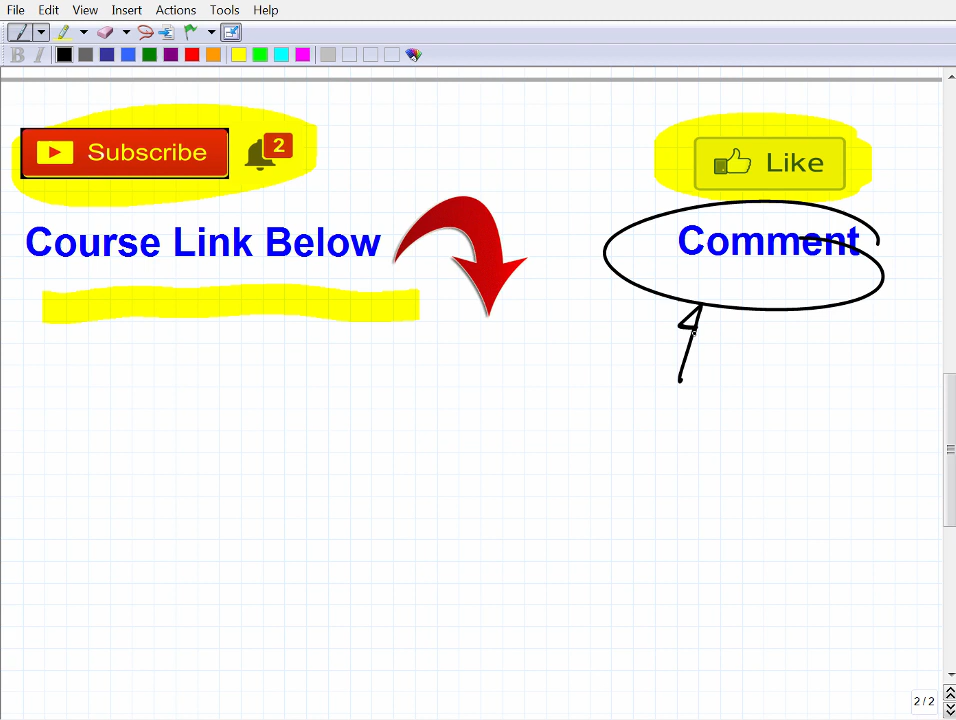 File Edit View Insert Actions Tools Help
B I
Subscribe 2
Like
Course Link Below
Comment
2 / 2